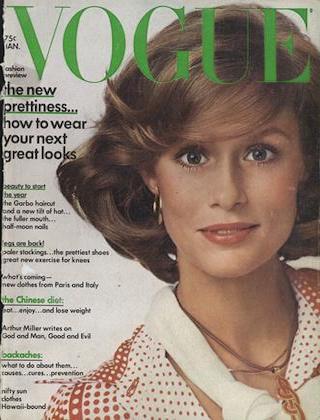 VOGUE
75¢
JAN.
fashion
preview
the new
prettiness...
how to wear
your next
great looks
beauty to start
the year
the Garbo haircut
and a new tilt of hat...
the fuller mouth...
half-moon nails
legs are back!
paler stockings...the prettiest shoes
great new exercise for knees
what's coming—
new clothes from Paris and Italy
the Chinese diet:
eat...enjoy...and lose weight
Arthur Miller writes on
God and Man, Good and Evil
backaches:
what to do about them...
causes...cures...prevention
nifty sun
clothes
Hawaii-bound